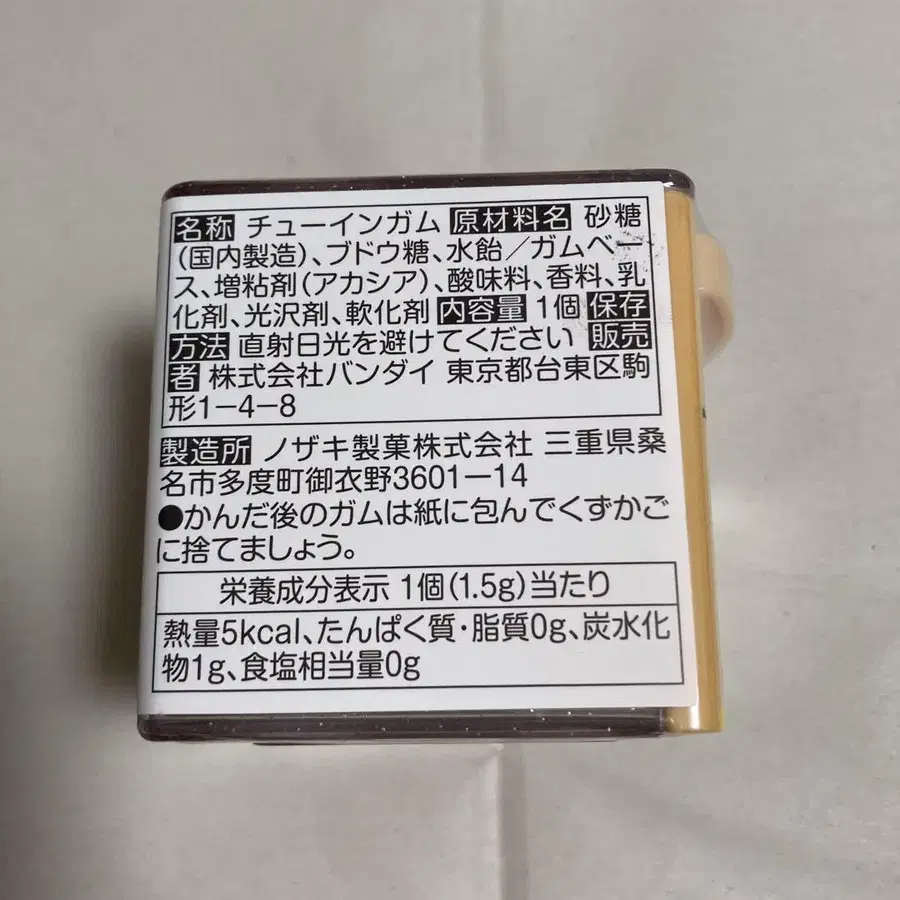 名称 チューインガム 原材料名 砂糖
(国内製造)、ブドウ糖、水飴／ガムベー
ス、増粘剤(アカシア)、酸味料、香料、乳
化剤、光沢剤、軟化剤 内容量 1個 保存
方法 直射日光を避けてください 販売
者 株式会社バンダイ 東京都台東区駒
形1-4-8
製造所 ノザキ製菓株式会社 三重県桑
名市多度町御衣野3601-14
●かんだ後のガムは紙に包んでくずかご
に捨てましょう。
栄養成分表示 1個(1.5g)当たり
熱量5kcal、たんぱく質・脂質0g、炭水化
物1g、食塩相当量0g